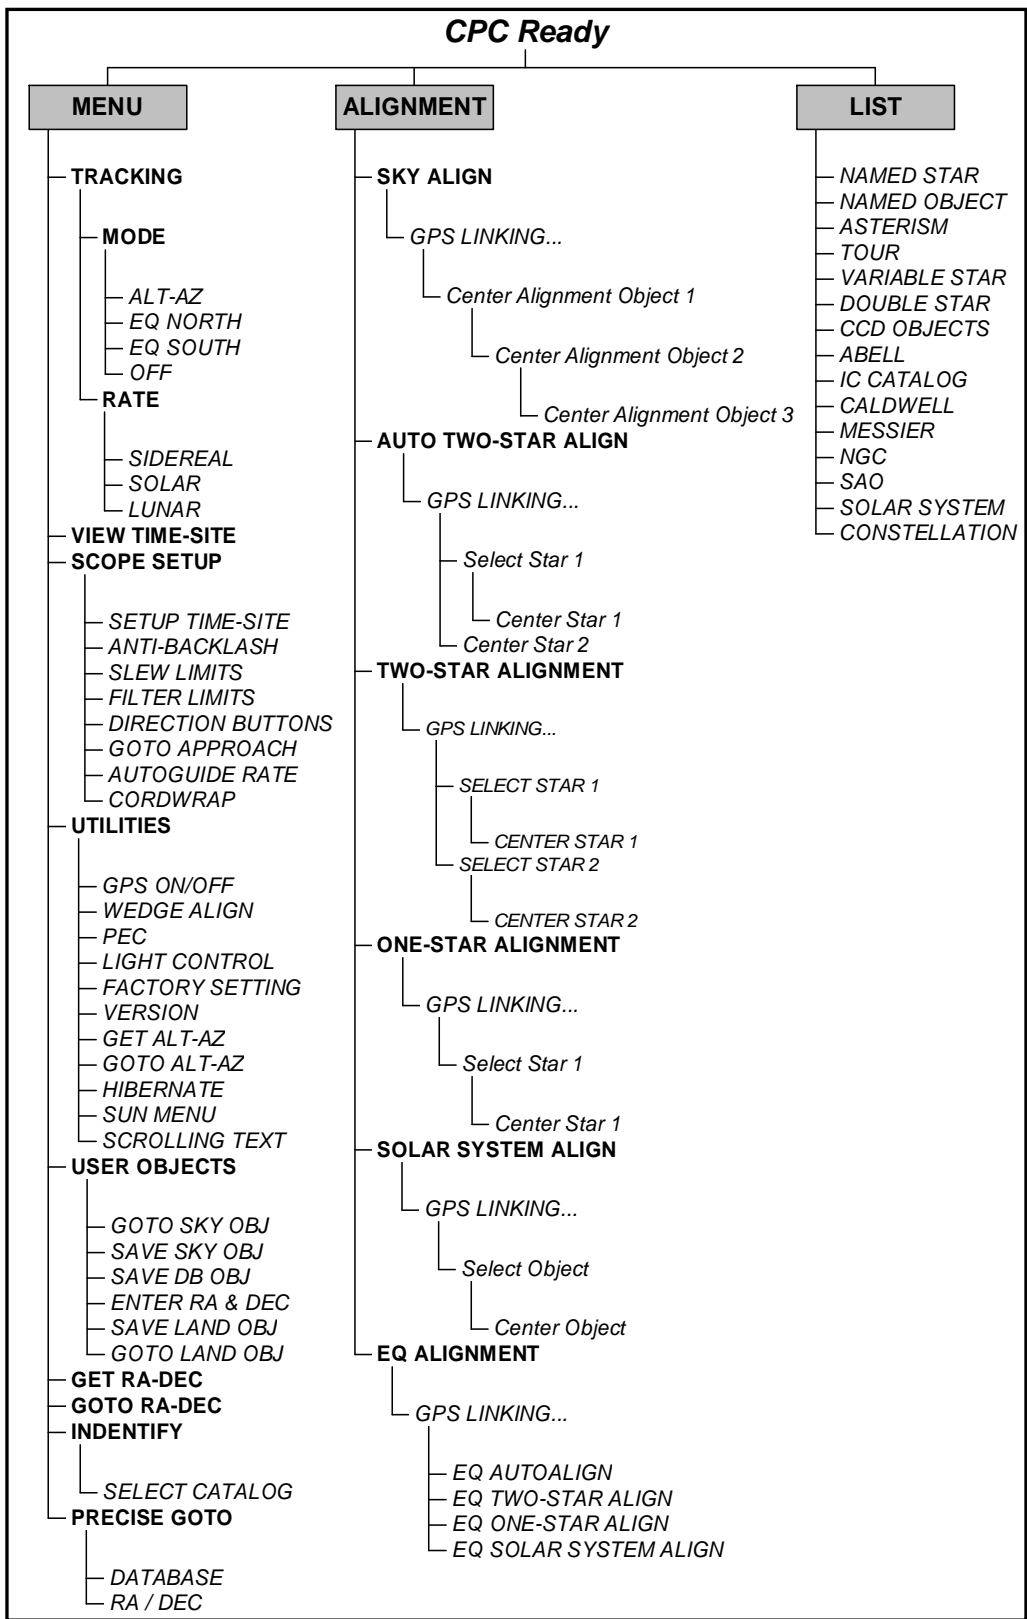 CPC Ready
MENU
TRACKING
MODE
ALT-AZ
EQ NORTH
EQ SOUTH
OFF
RATE
SIDEREAL
SOLAR
LUNAR
VIEW TIME-SITE
SCOPE SETUP
SETUP TIME-SITE
ANTI-BACKLASH
SLEW LIMITS
FILTER LIMITS
DIRECTION BUTTONS
GOTO APPROACH
AUTOGUIDE RATE
CORDWRAP
UTILITIES
GPS ON/OFF
WEDGE ALIGN
PEC
LIGHT CONTROL
FACTORY SETTING
VERSION
GET ALT-AZ
GOTO ALT-AZ
HIBERNATE
SUN MENU
SCROLLING TEXT
USER OBJECTS
GOTO SKY OBJ
SAVE SKY OBJ
SAVE DB OBJ
ENTER RA & DEC
SAVE LAND OBJ
GOTO LAND OBJ
GET RA-DEC
GOTO RA-DEC
INDENTIFY
SELECT CATALOG
PRECISE GOTO
DATABASE
RA / DEC
ALIGNMENT
SKY ALIGN
GPS LINKING...
Center Alignment Object 1
Center Alignment Object 2
Center Alignment Object 3
AUTO TWO-STAR ALIGN
GPS LINKING...
Select Star 1
Center Star 1
Center Star 2
TWO-STAR ALIGNMENT
GPS LINKING...
SELECT STAR 1
CENTER STAR 1
SELECT STAR 2
CENTER STAR 2
ONE-STAR ALIGNMENT
GPS LINKING...
Select Star 1
Center Star 1
SOLAR SYSTEM ALIGN
GPS LINKING...
Select Object
Center Object
EQ ALIGNMENT
GPS LINKING...
EQ AUTOALIGN
EQ TWO-STAR ALIGN
EQ ONE-STAR ALIGN
EQ SOLAR SYSTEM ALIGN
LIST
NAMED STAR
NAMED OBJECT
ASTERISM
TOUR
VARIABLE STAR
DOUBLE STAR
CCD OBJECTS
ABELL
IC CATALOG
CALDWELL
MESSIER
NGC
SAO
SOLAR SYSTEM
CONSTELLATION